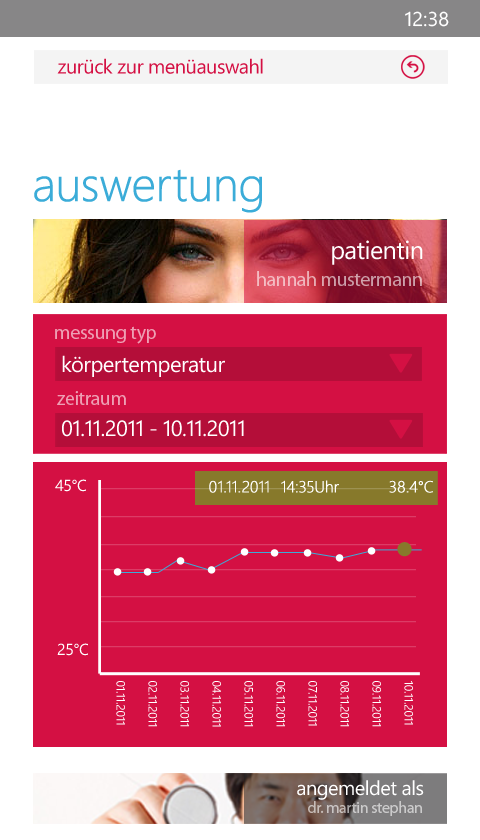 12:38
zurück zur menüauswahl
auswertung
patientin
hannah mustermann
messung typ
körpertemperatur
zeitraum
01.11.2011 - 10.11.2011
45°C
01.11.2011 14:35Uhr 38.4°C
25°C
01.11.2011
02.11.2011
03.11.2011
04.11.2011
05.11.2011
06.11.2011
07.11.2011
08.11.2011
09.11.2011
10.11.2011
angemeldet als
dr. martin stephan